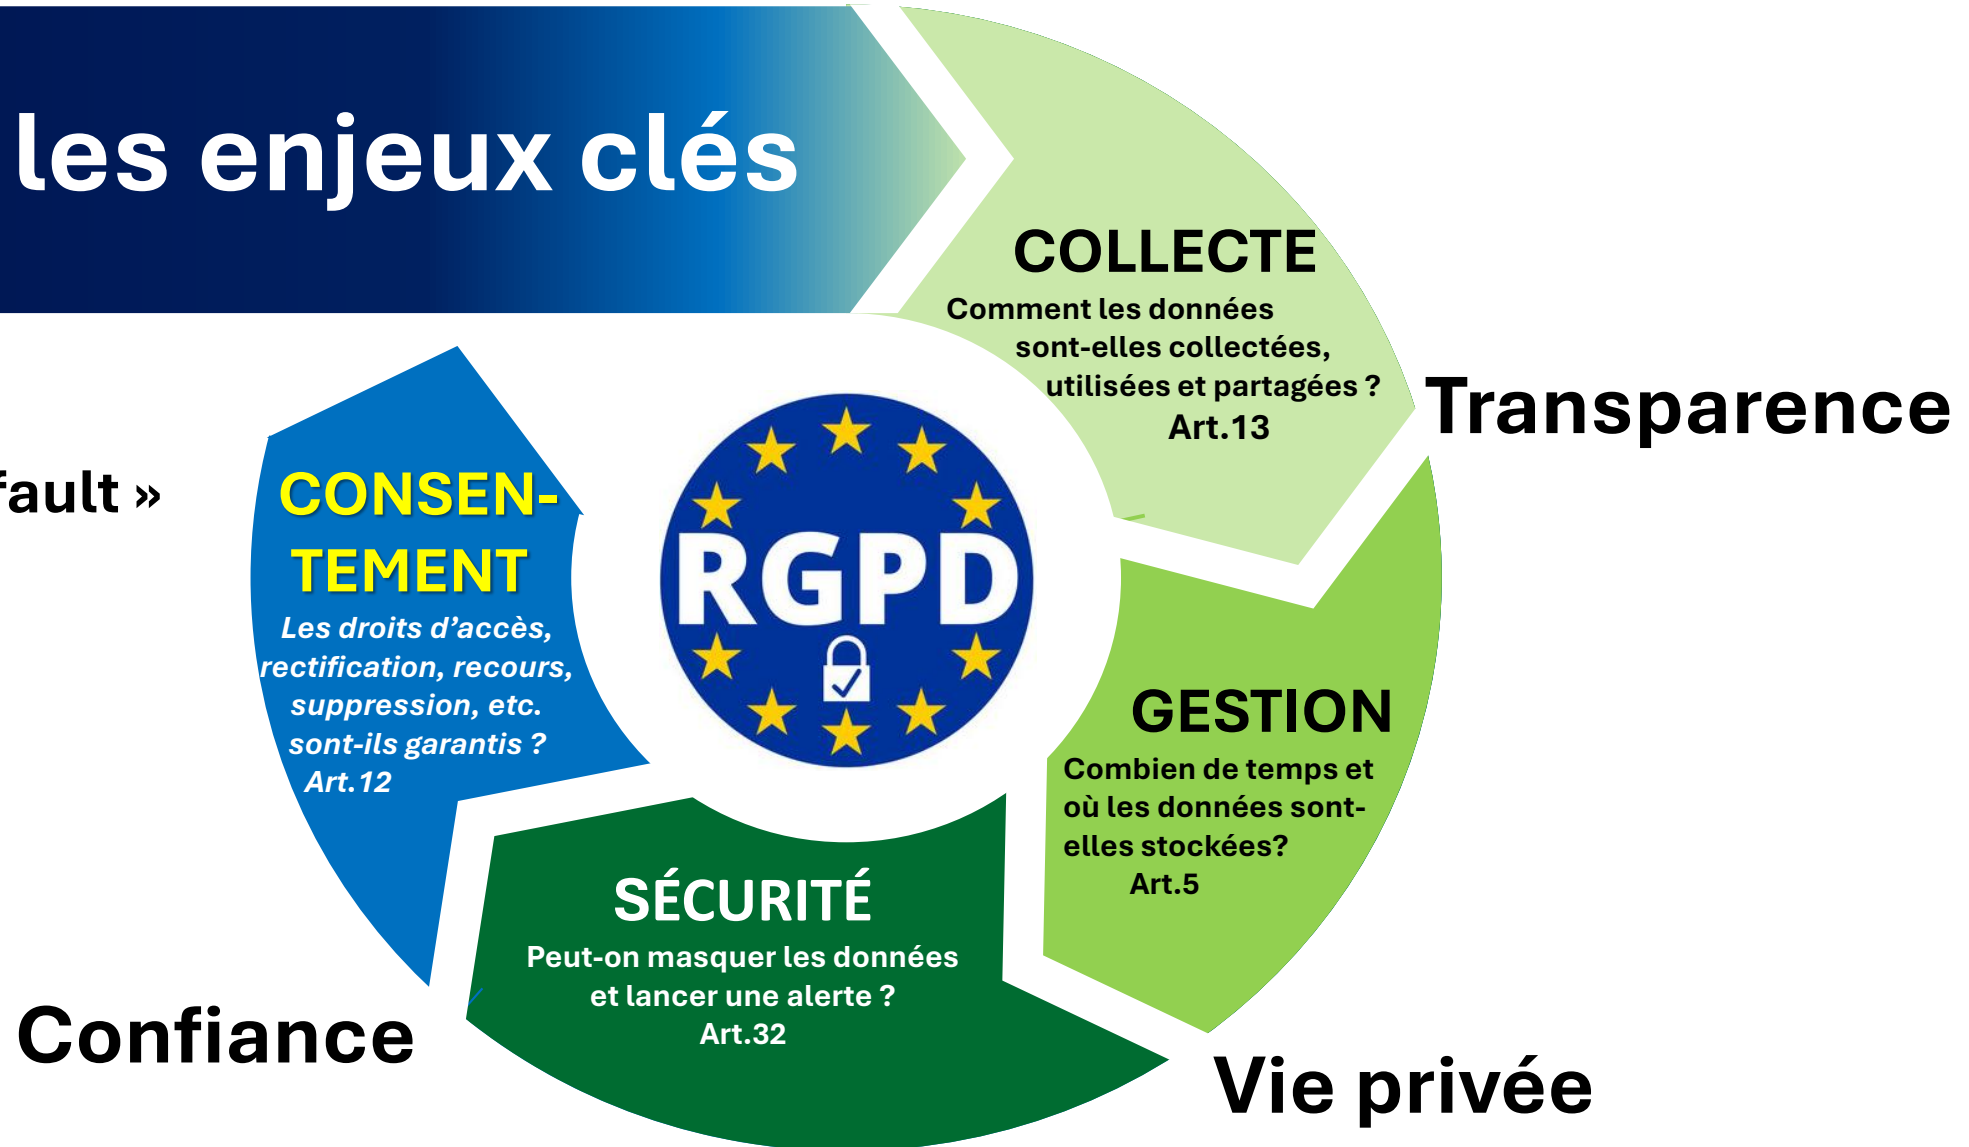 les enjeux clés
COLLECTE
Comment les données
sont-elles collectées,
utilisées et partagées ?
Art.13
Transparence
fault »
CONSEN-
TEMENT
Les droits d’accès,
rectification, recours,
suppression, etc.
sont-ils garantis ?
Art.12
RGPD
GESTION
Combien de temps et
où les données sont-
elles stockées?
Art.5
SÉCURITÉ
Peut-on masquer les données
et lancer une alerte ?
Art.32
Confiance
Vie privée